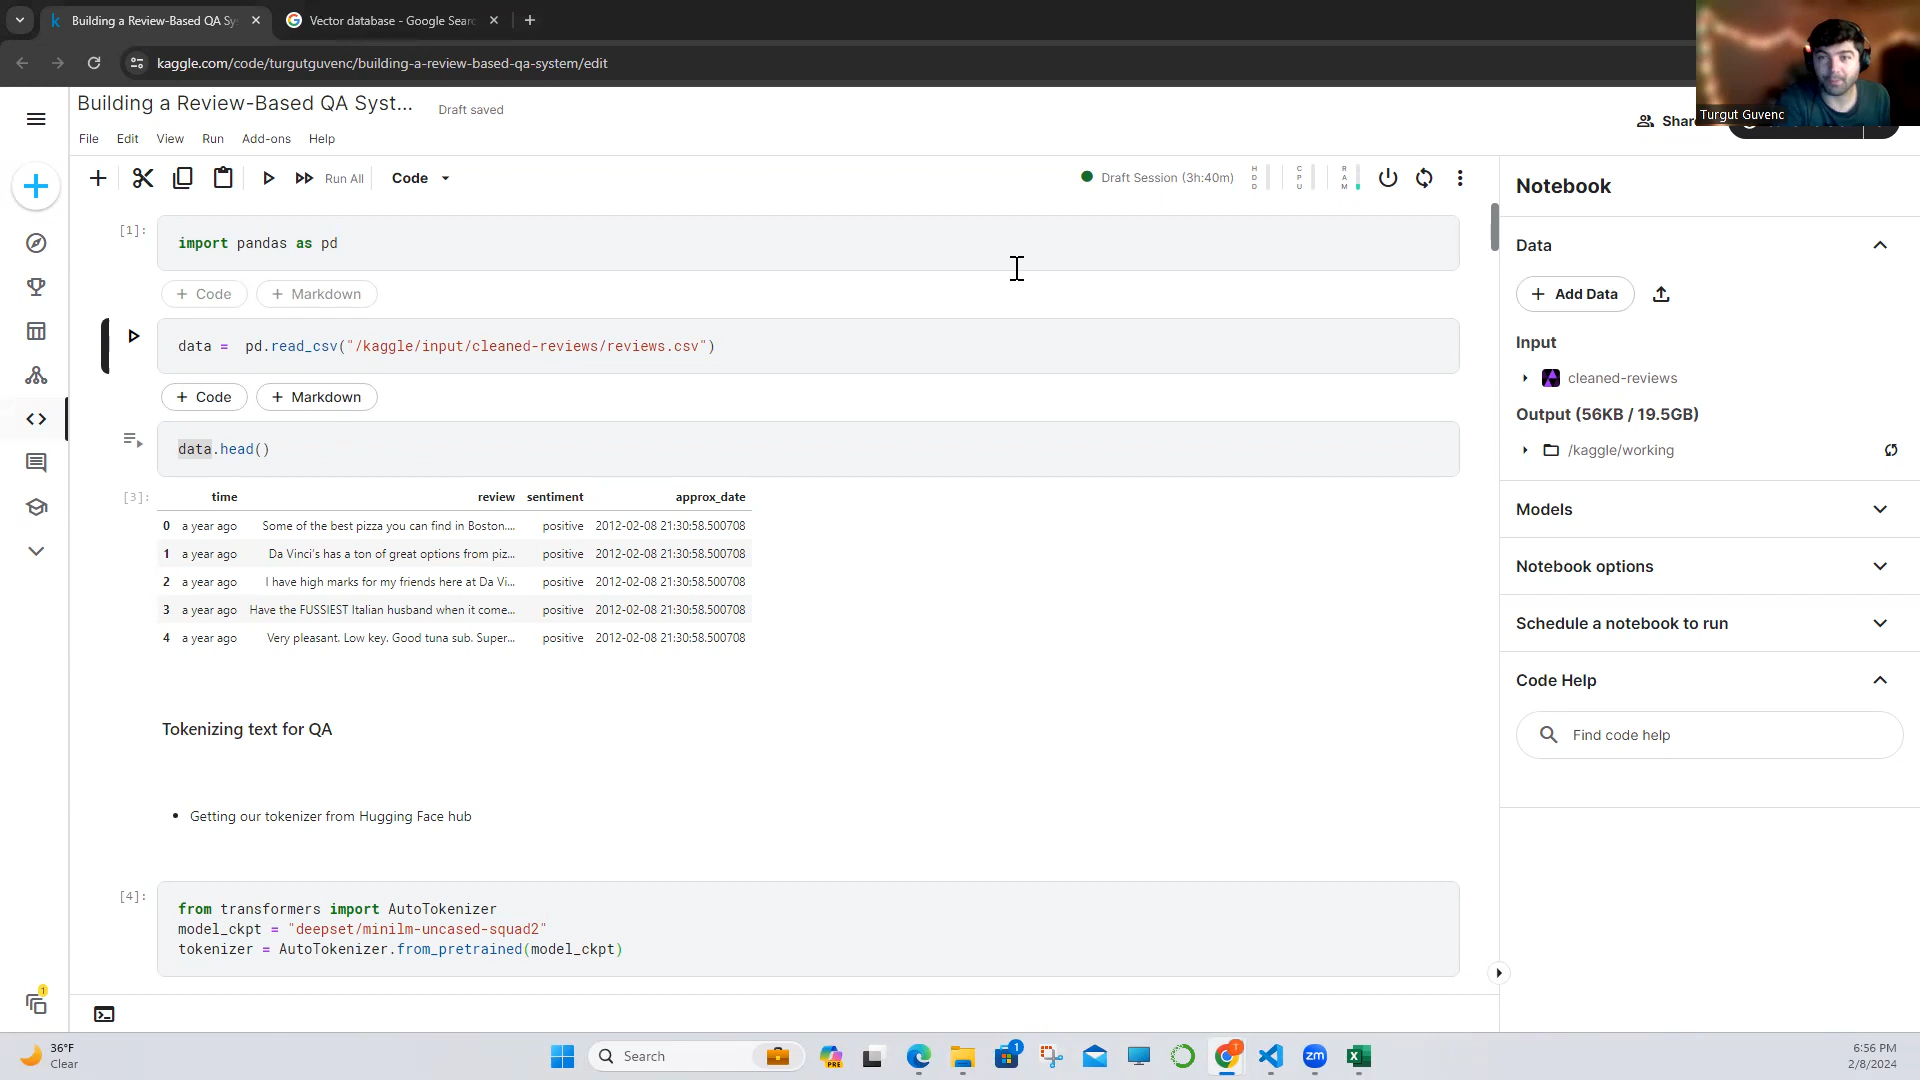 Building a Review-Based QA Sy
Vector database - Google Sear
kaggle.com/code/turgutguvenc/building-a-review-based-qa-system/edit
Building a Review-Based QA Syst...
Draft saved
Shar
Turgut Guvenc
File Edit View Run Add-ons Help
Run All
Code
Draft Session (3h:40m)
HDD
CPU
RAM
[1]:
import pandas as pd
+ Code + Markdown
data = pd.read_csv("/kaggle/input/cleaned-reviews/reviews.csv")
+ Code + Markdown
data.head()
[3]:
time review sentiment approx_date
0 a year ago Some of the best pizza you can find in Boston.... positive 2012-02-08 21:30:58.500708
1 a year ago Da Vinci's has a ton of great options from piz... positive 2012-02-08 21:30:58.500708
2 a year ago I have high marks for my friends here at Da Vi... positive 2012-02-08 21:30:58.500708
3 a year ago Have the FUSSIEST Italian husband when it come... positive 2012-02-08 21:30:58.500708
4 a year ago Very pleasant. Low key. Good tuna sub. Super... positive 2012-02-08 21:30:58.500708
Tokenizing text for QA
• Getting our tokenizer from Hugging Face hub
[4]:
from transformers import AutoTokenizer
model_ckpt = "deepset/minilm-uncased-squad2"
tokenizer = AutoTokenizer.from_pretrained(model_ckpt)
Notebook
Data
+ Add Data
Input
cleaned-reviews
Output (56KB / 19.5GB)
/kaggle/working
Models
Notebook options
Schedule a notebook to run
Code Help
Find code help
1
36°F
Clear
Search
PRE
1
T
zm
6:56 PM
2/8/2024